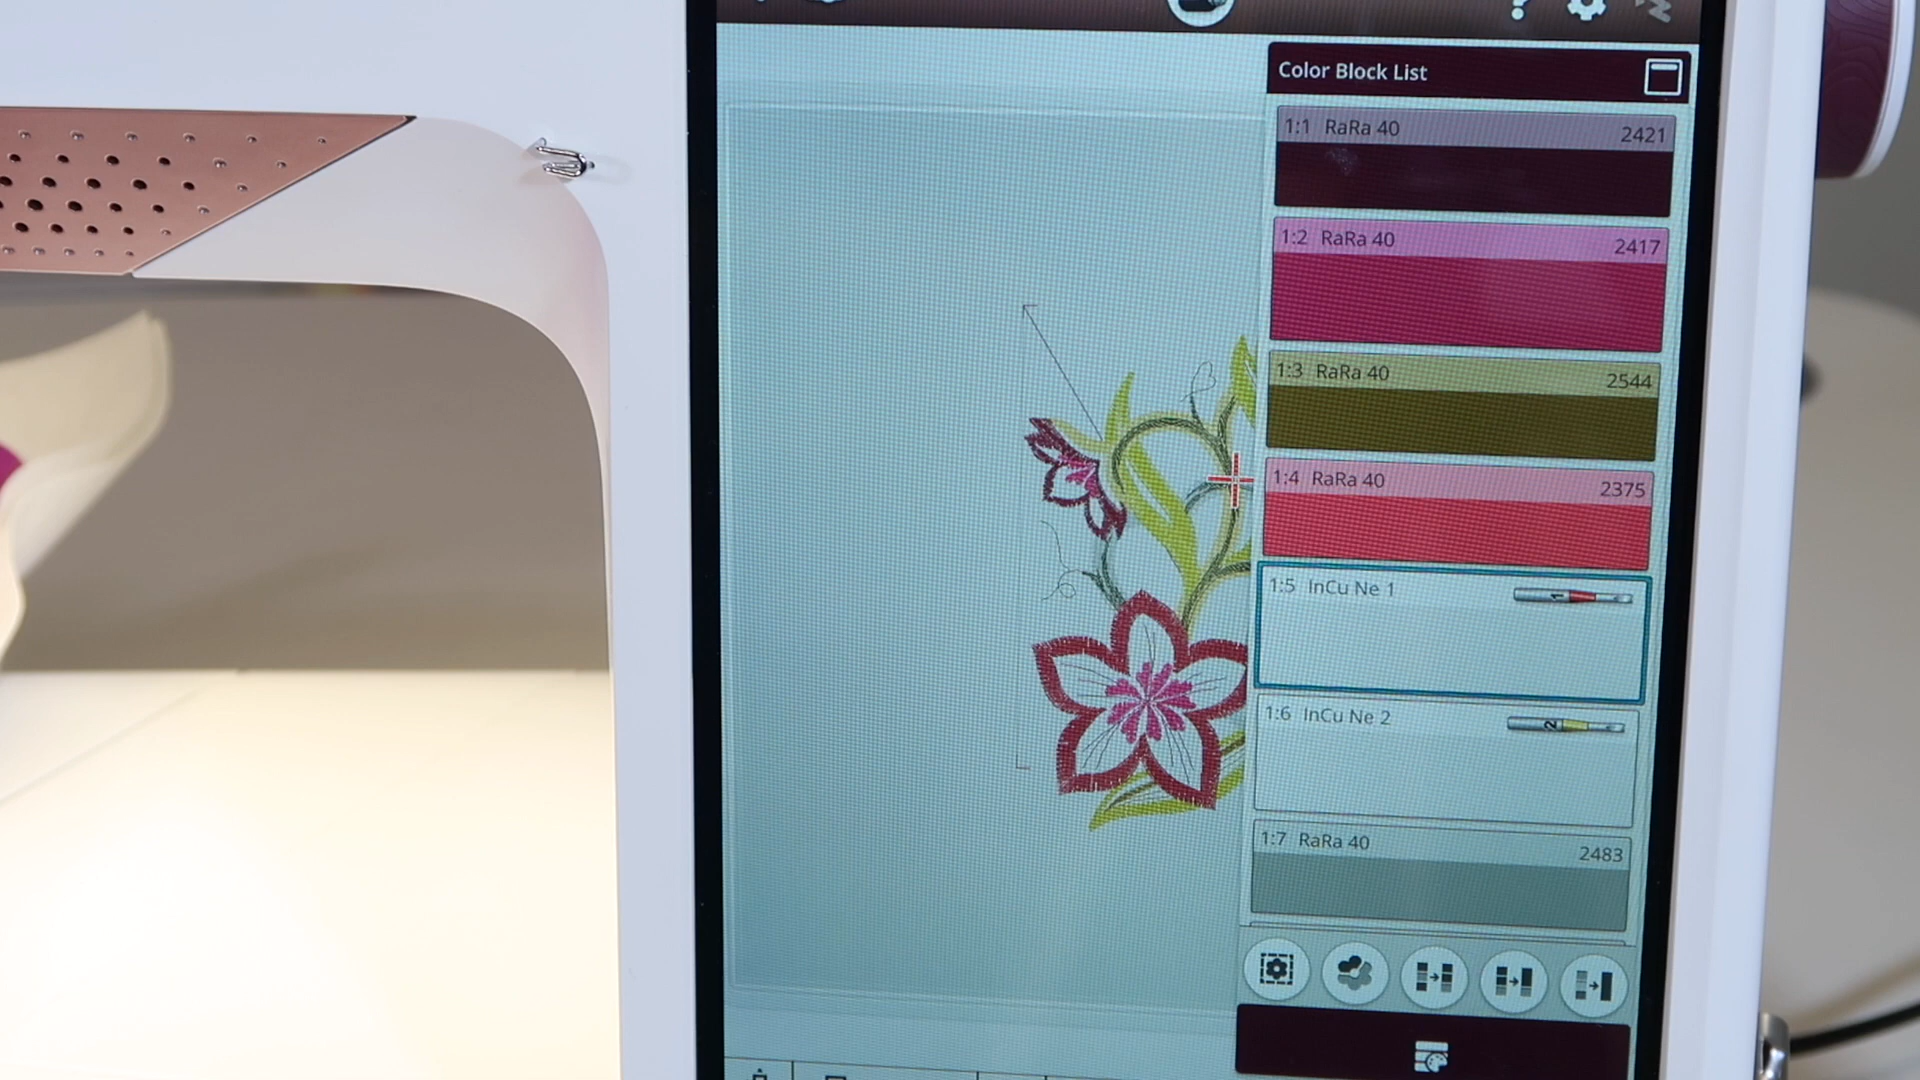 ?
Color Block List
1:1 RaRa 40 2421
1:2 RaRa 40 2417
1:3 RaRa 40 2544
1:4 RaRa 40 2375
1:5 InCu Ne 1 1
1:6 InCu Ne 2 2
1:7 RaRa 40 2483